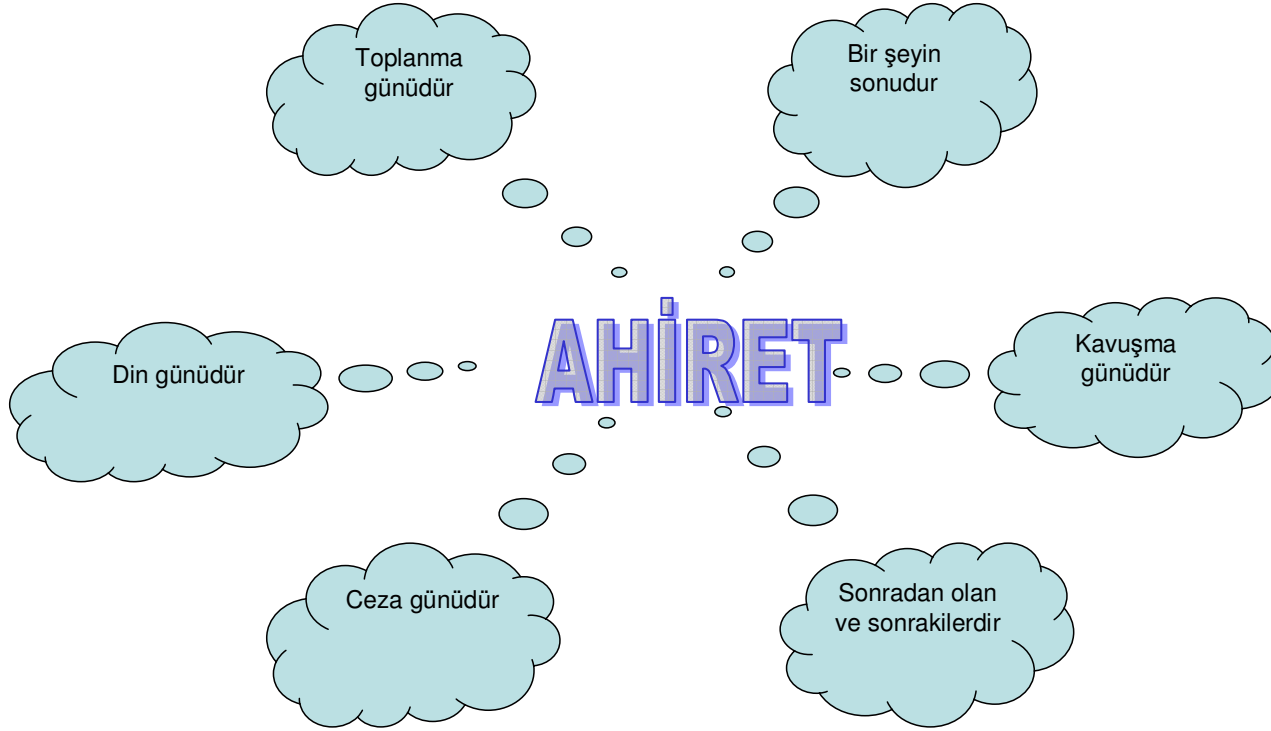 Toplanma
günüdür
Bir şeyin
sonudur
AHİRET
Din günüdür
Kavuşma
günüdür
Ceza günüdür
Sonradan olan
ve sonrakilerdir